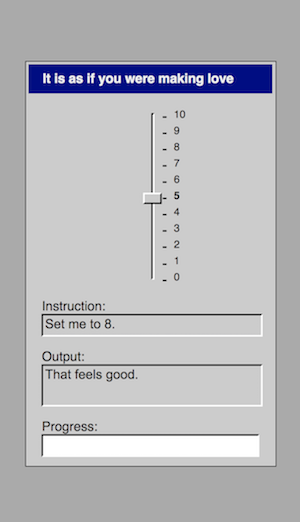 It is as if you were making love
10
9
8
7
6
5
4
3
2
1
0
Instruction:
Set me to 8.
Output:
That feels good.
Progress: